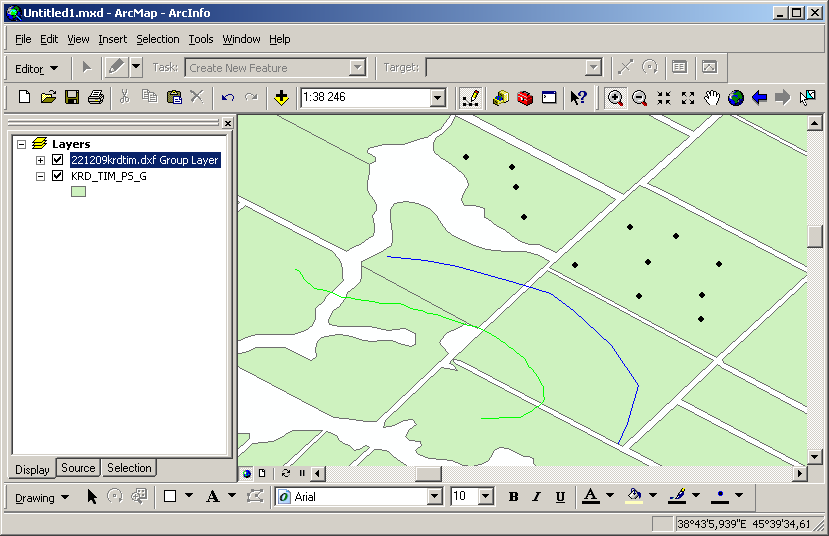 Untitled1.mxd - ArcMap - ArcInfo
File Edit View Insert Selection Tools Window Help
Editor Task: Create New Feature Target:
1:38 246
Layers
221209krdtim.dxf Group Layer
KRD_TIM_PS_G
Display Source Selection
Drawing A Arial 10 B I U A
38°43'5,939"E 45°39'34,61